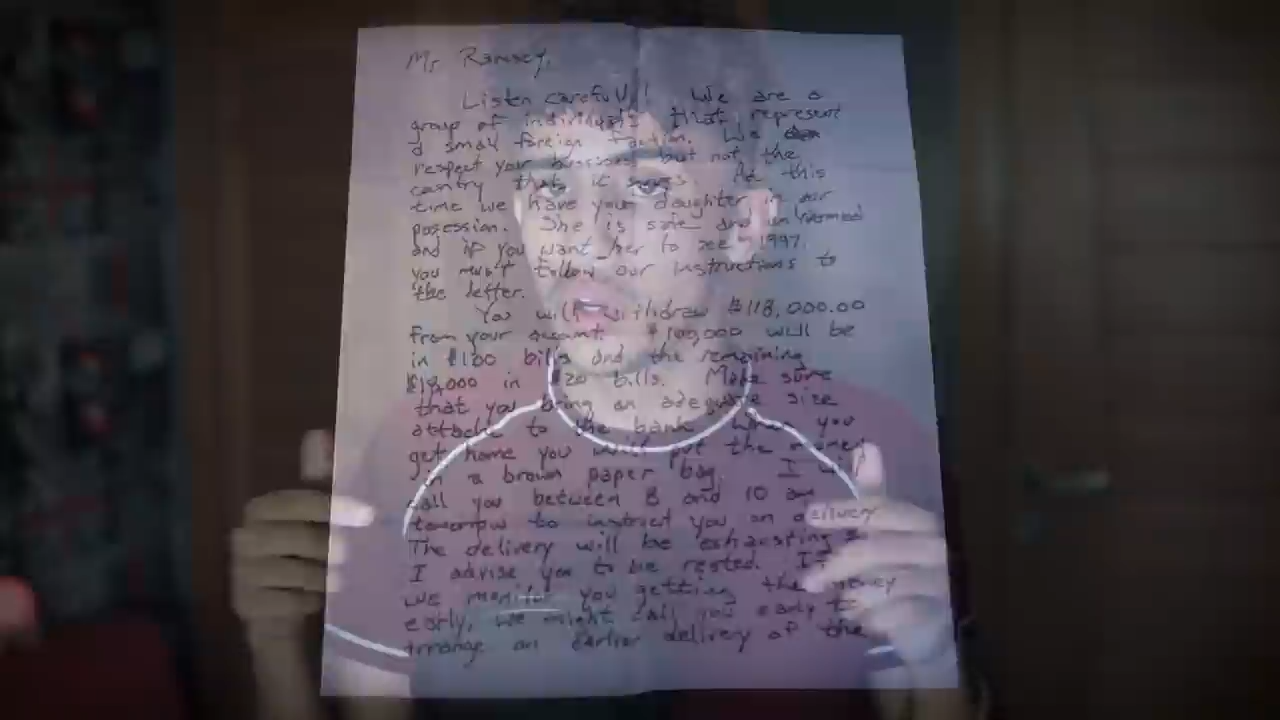 Mr Ramsey,
Listen carefully! We are a
group of individuals that represent
a small foreign faction. We
respect your bussiness but not the
country that it serves. At this
time we have your daughter in our
posession. She is safe and unharmed
and if you want her to see 1997,
you must follow our instructions to
the letter.
You will withdraw $118,000.00
from your account. $100,000 will be
in $100 bills and the remaining
$18,000 in $20 bills. Make sure
that you bring an adequate size
attache to the bank. When you
get home you will put the money
in a brown paper bag. I will
call you between 8 and 10 am
tomorrow to instruct you on delivery.
The delivery will be exhausting so
I advise you to be rested. If
we monitor you getting the money
early, we might call you early to
arrange an earlier delivery of the